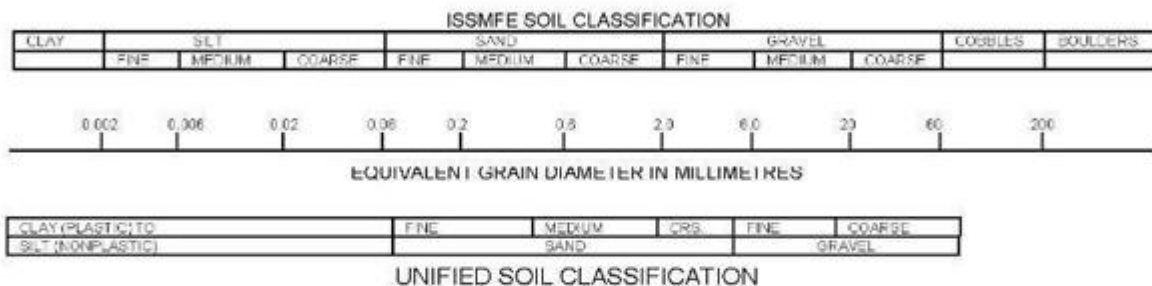 ISSMFE SOIL CLASSIFICATION
CLAY SILT SAND GRAVEL COBBLES BOULDERS
FINE MEDIUM COARSE FINE MEDIUM COARSE FINE MEDIUM COARSE
0.002 0.006 0.02 0.06 0.2 0.6 2.0 6.0 20 60 200
EQUIVALENT GRAIN DIAMETER IN MILLIMETRES
CLAY (PLASTIC) TO FINE MEDIUM CRS. FINE COARSE
SILT (NONPLASTIC) SAND GRAVEL
UNIFIED SOIL CLASSIFICATION